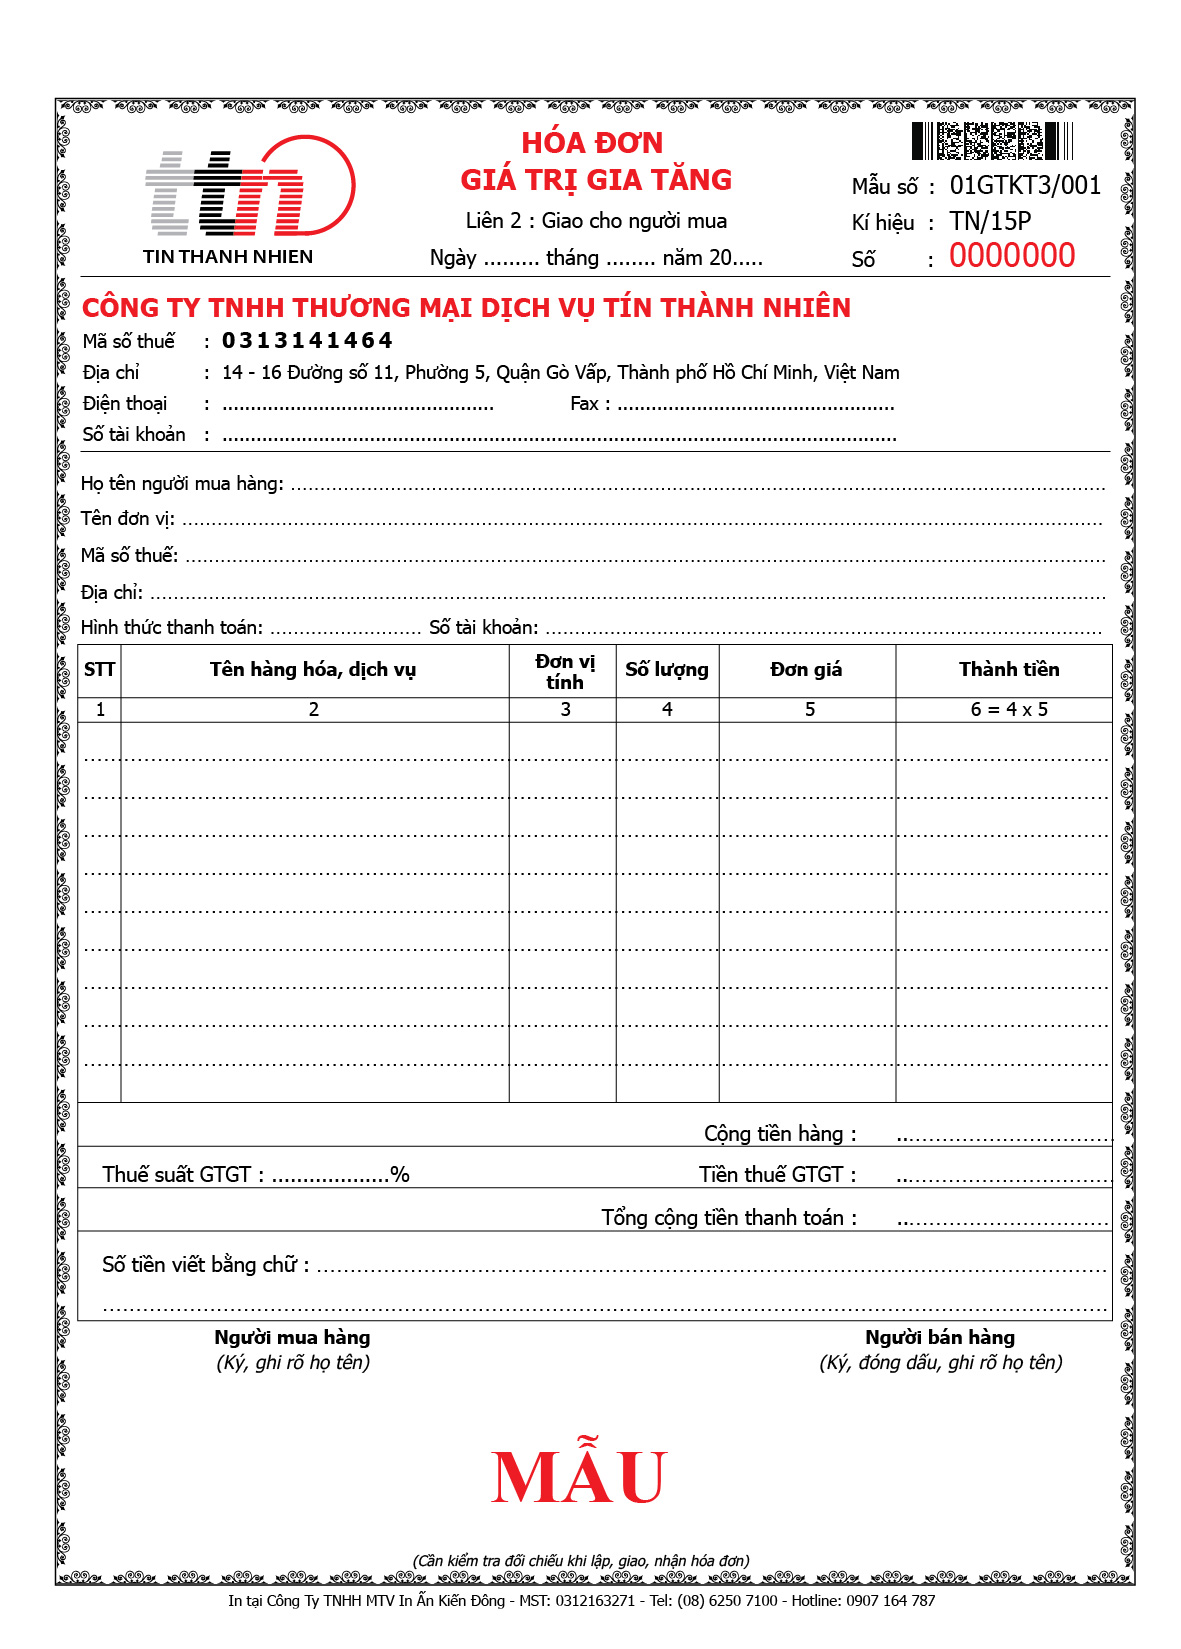 ttn
TIN THANH NHIEN
HÓA ĐƠN
GIÁ TRỊ GIA TĂNG
Liên 2 : Giao cho người mua
Ngày ......... tháng ........ năm 20.....
Mẫu số : 01GTKT3/001
Kí hiệu : TN/15P
Số : 0000000
CÔNG TY TNHH THƯƠNG MẠI DỊCH VỤ TÍN THÀNH NHIÊN
Mã số thuế : 0313141464
Địa chỉ : 14 - 16 Đường số 11, Phường 5, Quận Gò Vấp, Thành phố Hồ Chí Minh, Việt Nam
Điện thoại : ................................................ Fax : .................................................
Số tài khoản : .......................................................................................................................
Họ tên người mua hàng: ...........................................................................................................
Tên đơn vị: ...........................................................................................................................
Mã số thuế: ...........................................................................................................................
Địa chỉ: ...............................................................................................................................
Hình thức thanh toán: .......................... Số tài khoản: ...............................................................
STT Tên hàng hóa, dịch vụ Đơn vị tính Số lượng Đơn giá Thành tiền
1 2 3 4 5 6 = 4 x 5
Cộng tiền hàng : ....................................
Thuế suất GTGT : ...................% Tiền thuế GTGT : ....................................
Tổng cộng tiền thanh toán : ....................................
Số tiền viết bằng chữ : ...........................................................................................................
...............................................................................................................................
Người mua hàng Người bán hàng
(Ký, ghi rõ họ tên) (Ký, đóng dấu, ghi rõ họ tên)
MẪU
(Cần kiểm tra đối chiếu khi lập, giao, nhận hóa đơn)
In tại Công Ty TNHH MTV In Ấn Kiến Đông - MST: 0312163271 - Tel: (08) 6250 7100 - Hotline: 0907 164 787